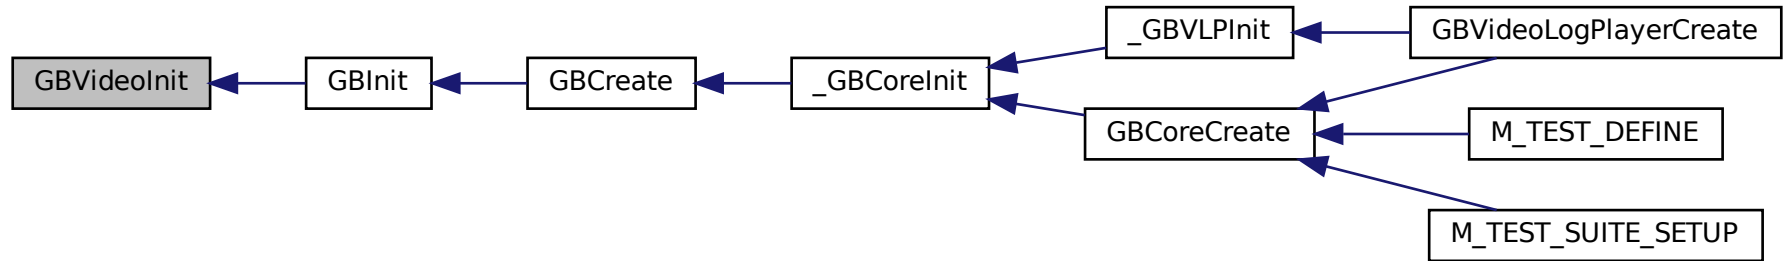 GBVideoInit
GBInit
GBCreate
_GBCoreInit
_GBVLPInit
GBVideoLogPlayerCreate
GBCoreCreate
M_TEST_DEFINE
M_TEST_SUITE_SETUP